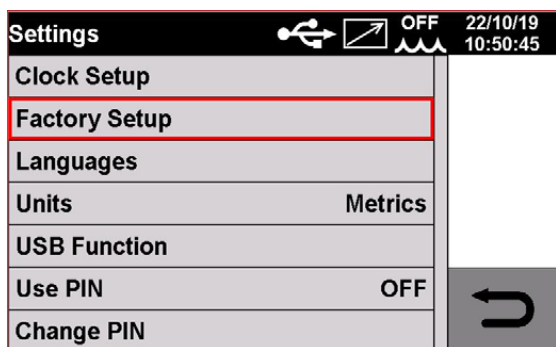 Settings OFF 22/10/19
10:50:45
Clock Setup
Factory Setup
Languages
Units Metrics
USB Function
Use PIN OFF
Change PIN